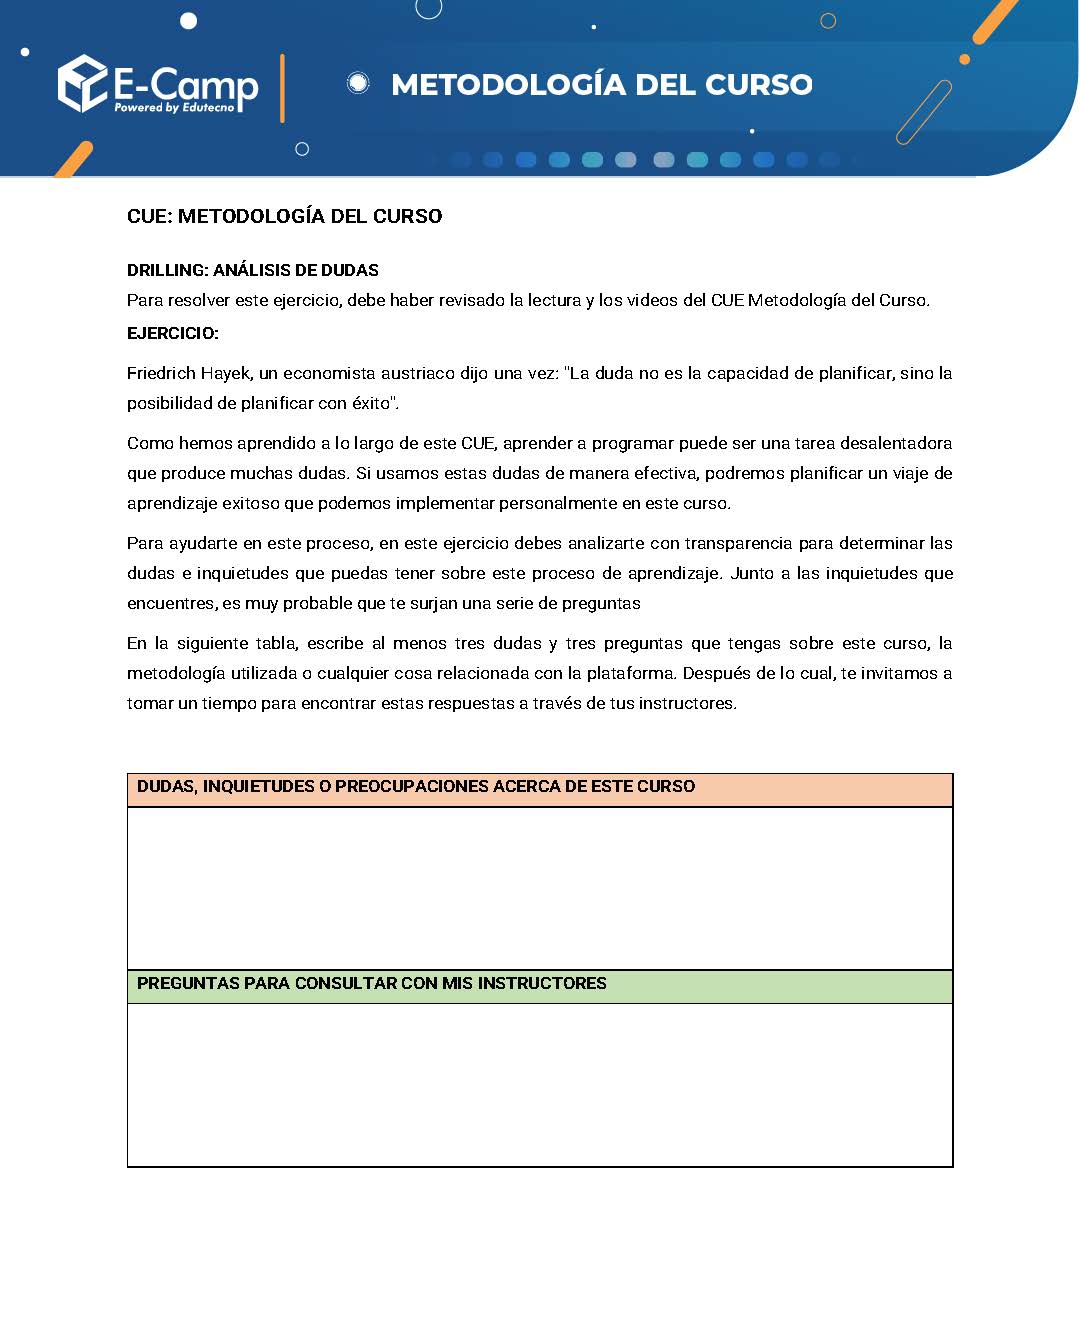 E-Camp
Powered by Edutecno
METODOLOGÍA DEL CURSO
CUE: METODOLOGÍA DEL CURSO
DRILLING: ANÁLISIS DE DUDAS
Para resolver este ejercicio, debe haber revisado la lectura y los videos del CUE Metodología del Curso.
EJERCICIO:
Friedrich Hayek, un economista austriaco dijo una vez: "La duda no es la capacidad de planificar, sino la
posibilidad de planificar con éxito".
Como hemos aprendido a lo largo de este CUE, aprender a programar puede ser una tarea desalentadora
que produce muchas dudas. Si usamos estas dudas de manera efectiva, podremos planificar un viaje de
aprendizaje exitoso que podemos implementar personalmente en este curso.
Para ayudarte en este proceso, en este ejercicio debes analizarte con transparencia para determinar las
dudas e inquietudes que puedas tener sobre este proceso de aprendizaje. Junto a las inquietudes que
encuentres, es muy probable que te surjan una serie de preguntas
En la siguiente tabla, escribe al menos tres dudas y tres preguntas que tengas sobre este curso, la
metodología utilizada o cualquier cosa relacionada con la plataforma. Después de lo cual, te invitamos a
tomar un tiempo para encontrar estas respuestas a través de tus instructores.
DUDAS, INQUIETUDES O PREOCUPACIONES ACERCA DE ESTE CURSO
PREGUNTAS PARA CONSULTAR CON MIS INSTRUCTORES